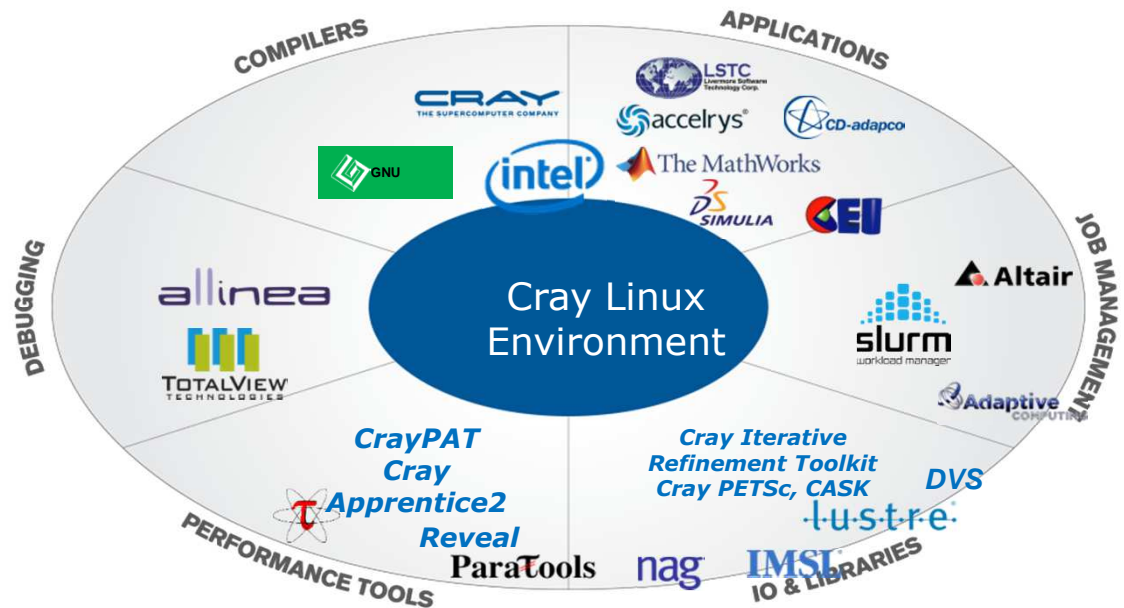 COMPILERS
APPLICATIONS
CRAY
THE SUPERCOMPUTER COMPANY
GNU
intel
LSTC
Livermore Software
Technology Corp.
accelrys®
CD-adapco
The MathWorks
SIMULIA
CEI
DEBUGGING
allinea
TOTALVIEW
TECHNOLOGIES
Cray Linux
Environment
JOB MANAGEMENT
Altair
slurm
workload manager
Adaptive
COMPUTING
CrayPAT
Cray
Apprentice2
Reveal
τ
ParaTools
PERFORMANCE TOOLS
Cray Iterative
Refinement Toolkit
Cray PETSc, CASK
DVS
lustre
nag
IMSL
IO & LIBRARIES